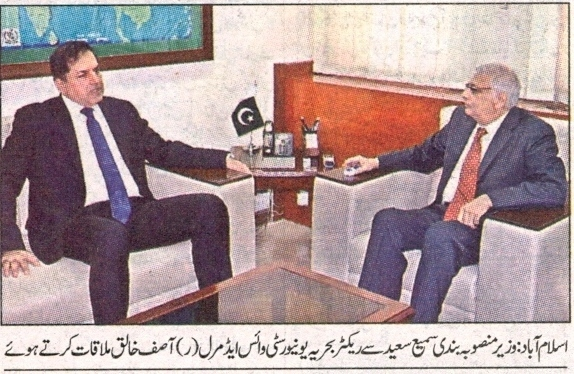 اسلام آباد: وزیر منصوبہ بندی سمیع سعید سے ریکٹر بحریہ یونیورسٹی وائس ایڈمرل (ر) آصف خالق ملاقات کرتے ہوئے